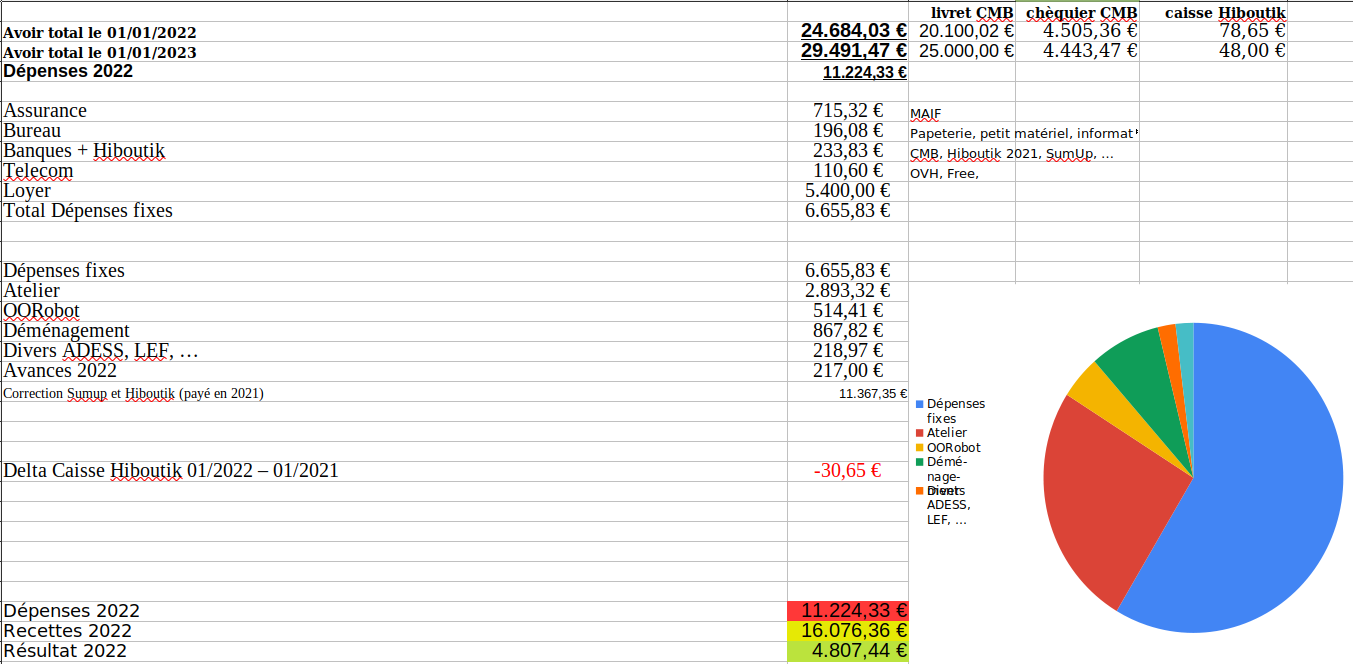 livret CMB chèquier CMB caisse Hiboutik
Avoir total le 01/01/2022 24.684,03 € 20.100,02 € 4.505,36 € 78,65 €
Avoir total le 01/01/2023 29.491,47 € 25.000,00 € 4.443,47 € 48,00 €
Dépenses 2022 11.224,33 €
Assurance 715,32 € MAIF
Bureau 196,08 € Papeterie, petit matériel, informat
Banques + Hiboutik 233,83 € CMB, Hiboutik 2021, SumUp, ...
Telecom 110,60 € OVH, Free,
Loyer 5.400,00 €
Total Dépenses fixes 6.655,83 €
Dépenses fixes 6.655,83 €
Atelier 2.893,32 €
OORobot 514,41 €
Déménagement 867,82 €
Divers ADESS, LEF, … 218,97 €
Avances 2022 217,00 €
Correction Sumup et Hiboutik (payé en 2021) 11.367,35 €
Dépenses
fixes
Atelier
OORobot
Démé-
nage-
ment
Divers
ADESS,
LEF, …
Delta Caisse Hiboutik 01/2022 – 01/2021 -30,65 €
Dépenses 2022 11.224,33 €
Recettes 2022 16.076,36 €
Résultat 2022 4.807,44 €